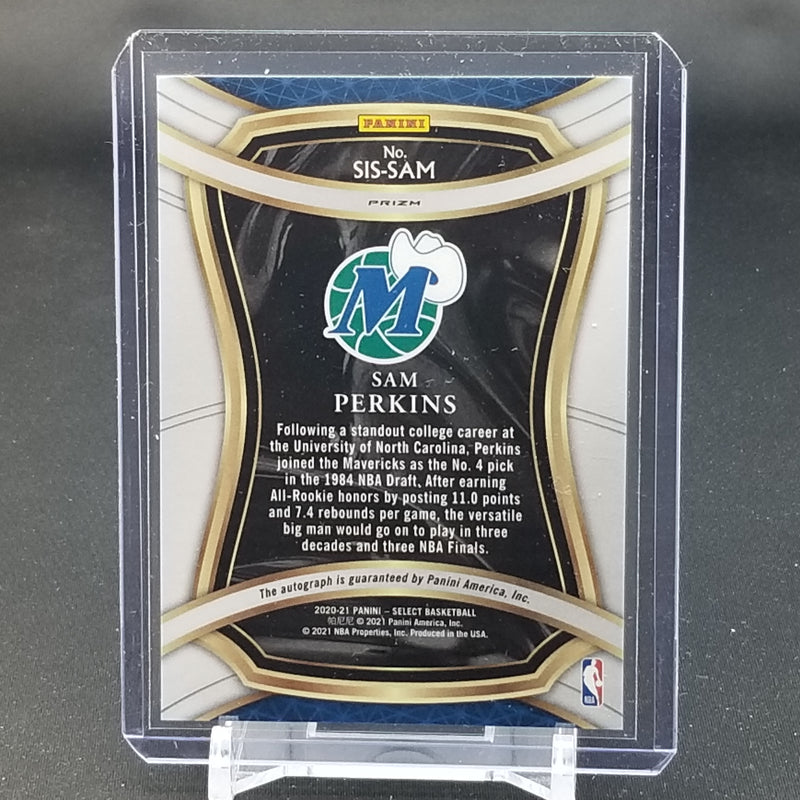 PANINI
No.
SIS-SAM
PRIZM
M
SAM
PERKINS
Following a standout college career at
the University of North Carolina, Perkins
joined the Mavericks as the No. 4 pick
in the 1984 NBA Draft. After earning
All-Rookie honors by posting 11.0 points
and 7.4 rebounds per game, the versatile
big man would go on to play in three
decades and three NBA Finals.
The autograph is guaranteed by Panini America, Inc.
2020-21 PANINI – SELECT BASKETBALL
帕尼尼 © 2021 Panini America, Inc.
© 2021 NBA Properties, Inc. Produced in the USA.
NBA